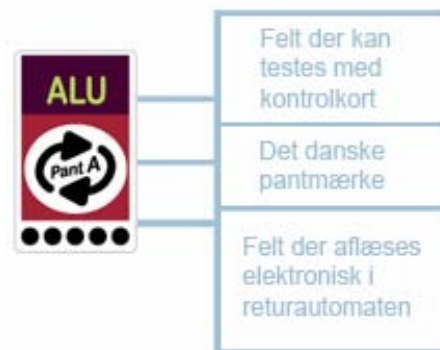 ALU
Pant A
Felt der kan
testes med
kontrolkort
Det danske
pantmærke
Felt der aflæses
elektronisk i
returautomaten